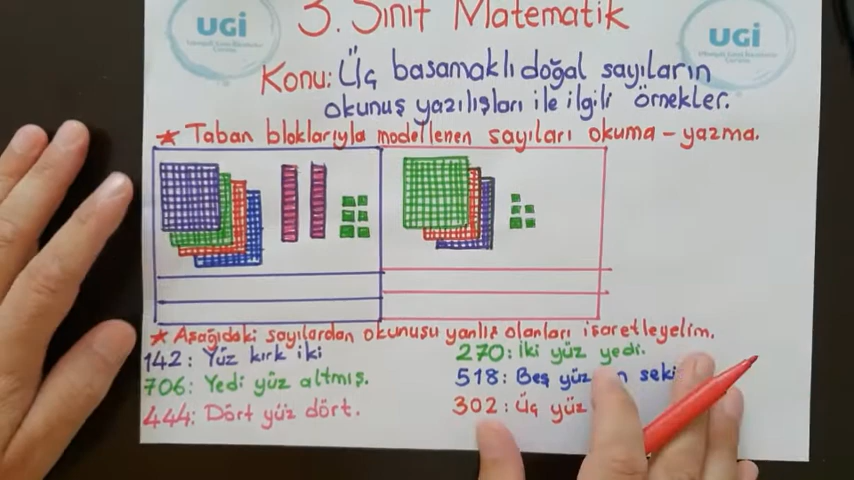 UGİ
UGİ
3. Sınıf Matematik
Konu: Üç basamaklı doğal sayıların
okunuş yazılışları ile ilgili örnekler.
★ Taban bloklarıyla modellenen sayıları okuma - yazma.
★ Aşağıdaki sayılardan okunuşu yanlış olanları işaretleyelim.
142: Yüz kırk iki
270: İki yüz yedi.
706: Yedi yüz altmış.
518: Beş yüz
444: Dört yüz dört.
302: Üç yüz